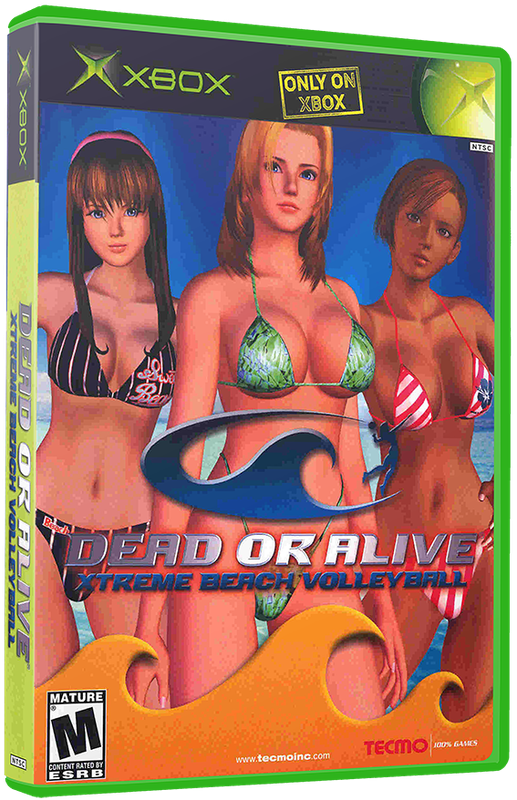 XBOX
DEAD OR ALIVE
XTREME BEACH VOLLEYBALL
NTSC
XBOX
ONLY ON
XBOX
NTSC
DEAD OR ALIVE
XTREME BEACH VOLLEYBALL
MATURE
M
CONTENT RATED BY
ESRB
www.tecmoinc.com
TECMO
100% GAMES